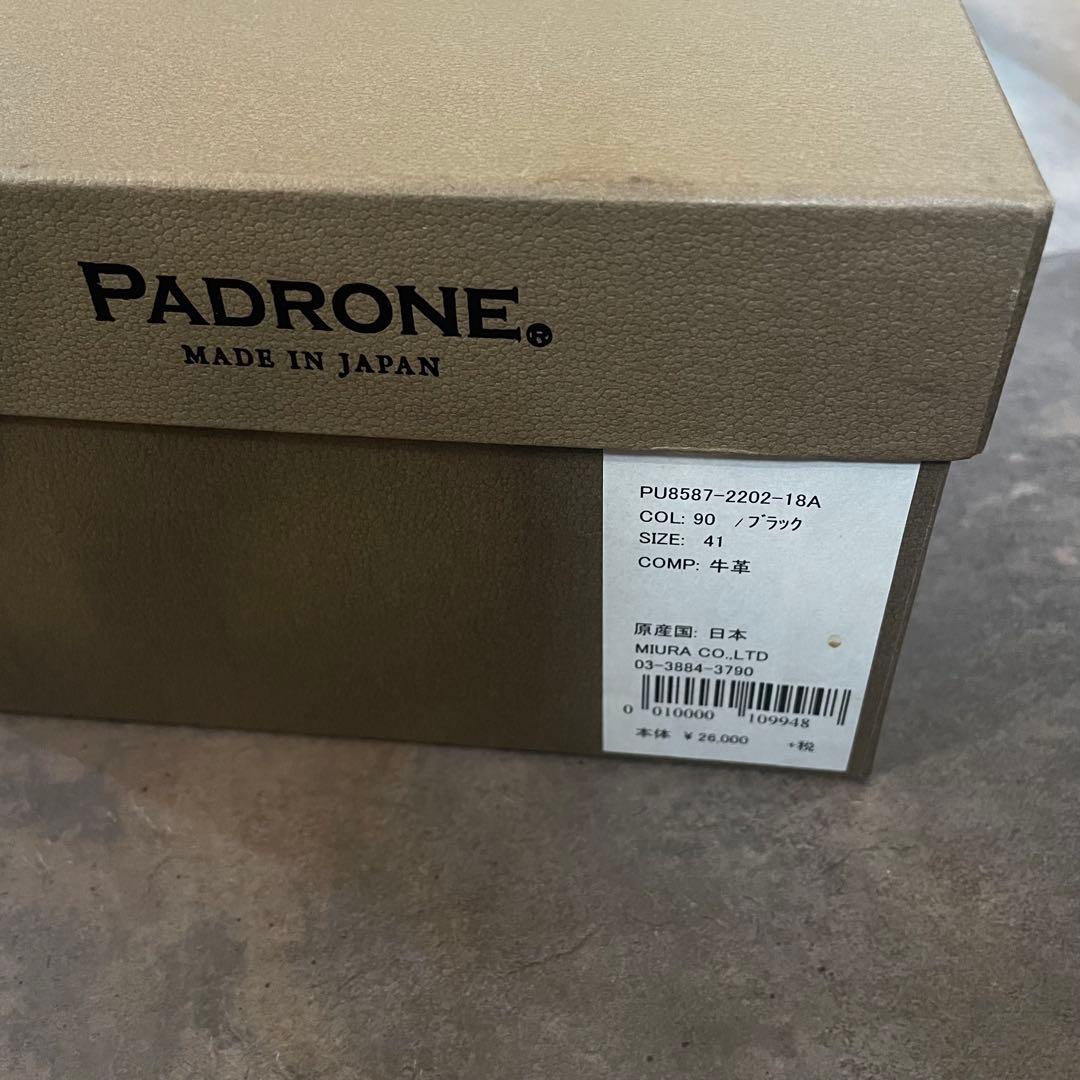 PADRONE®
MADE IN JAPAN
PU8587-2202-18A
COL: 90 /ブラック
SIZE: 41
COMP: 牛革
原産国: 日本
MIURA CO.,LTD
03-3884-3790
0 010000 109948
本体 ¥ 26,000 +税